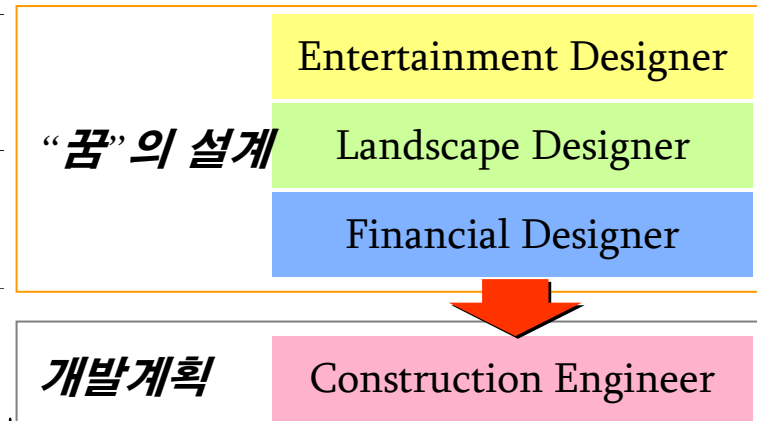 Entertainment Designer
“꿈”의 설계
Landscape Designer
Financial Designer
개발계획
Construction Engineer